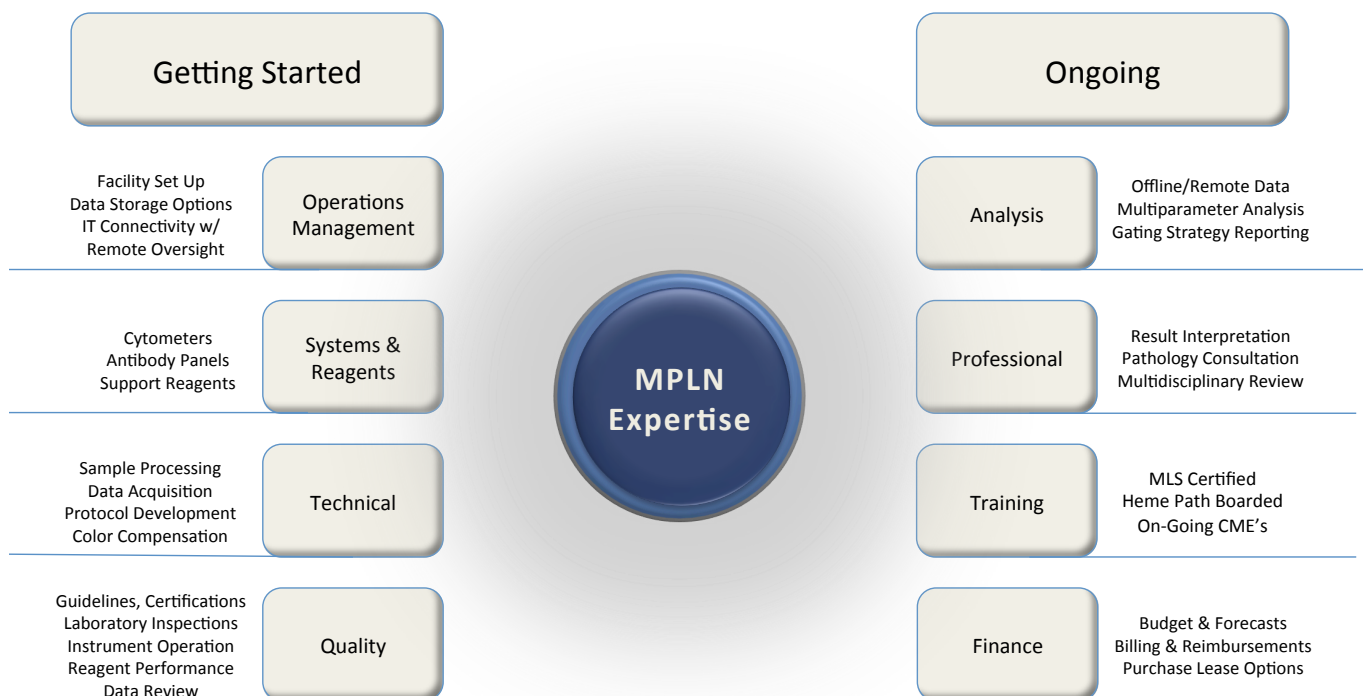 Getting Started
Facility Set Up
Data Storage Options
IT Connectivity w/
Remote Oversight
Operations
Management
Cytometers
Antibody Panels
Support Reagents
Systems &
Reagents
Sample Processing
Data Acquisition
Protocol Development
Color Compensation
Technical
Guidelines, Certifications
Laboratory Inspections
Instrument Operation
Reagent Performance
Data Review
Quality
MPLN
Expertise
Ongoing
Analysis
Offline/Remote Data
Multiparameter Analysis
Gating Strategy Reporting
Professional
Result Interpretation
Pathology Consultation
Multidisciplinary Review
Training
MLS Certified
Heme Path Boarded
On-Going CME’s
Finance
Budget & Forecasts
Billing & Reimbursements
Purchase Lease Options